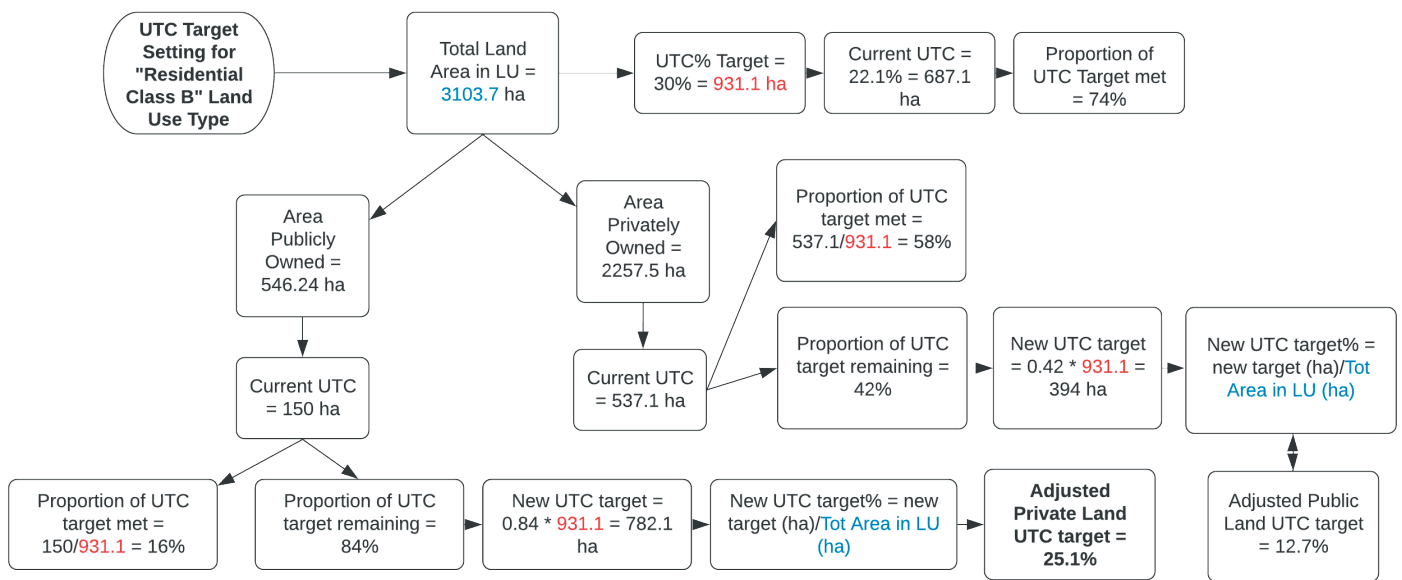 UTC Target
Setting for
"Residential
Class B" Land
Use Type
Total Land
Area in LU =
3103.7 ha
UTC% Target =
30% = 931.1 ha
Current UTC =
22.1% = 687.1
ha
Proportion of
UTC Target met
= 74%
Area
Publicly
Owned =
546.24 ha
Area
Privately
Owned =
2257.5 ha
Proportion of UTC
target met =
537.1/931.1 = 58%
Current UTC
= 150 ha
Current UTC
= 537.1 ha
Proportion of UTC
target remaining =
42%
New UTC target
= 0.42 * 931.1 =
394 ha
New UTC target% =
new target (ha)/Tot
Area in LU (ha)
Proportion of UTC
target met =
150/931.1 = 16%
Proportion of UTC
target remaining =
84%
New UTC target =
0.84 * 931.1 = 782.1
ha
New UTC target% = new
target (ha)/Tot Area in LU
(ha)
Adjusted
Private Land
UTC target =
25.1%
Adjusted Public
Land UTC target
= 12.7%